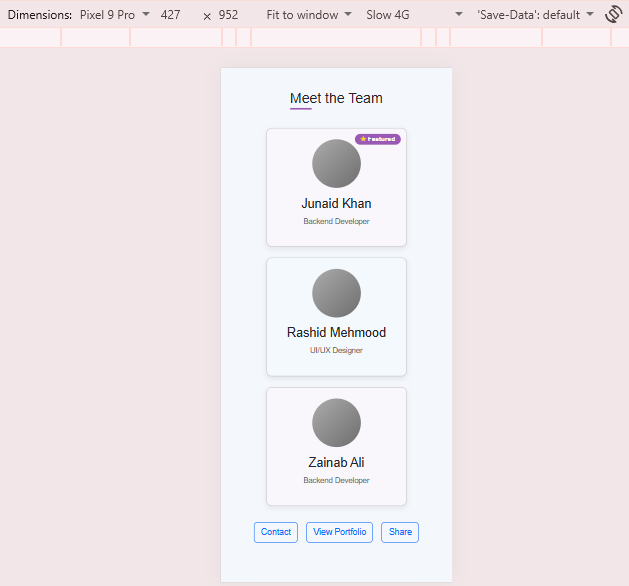 Dimensions: Pixel 9 Pro 427 × 952 Fit to window Slow 4G 'Save-Data': default
Meet the Team
⭐ Featured
Junaid Khan
Backend Developer
Rashid Mehmood
UI/UX Designer
Zainab Ali
Backend Developer
Contact View Portfolio Share